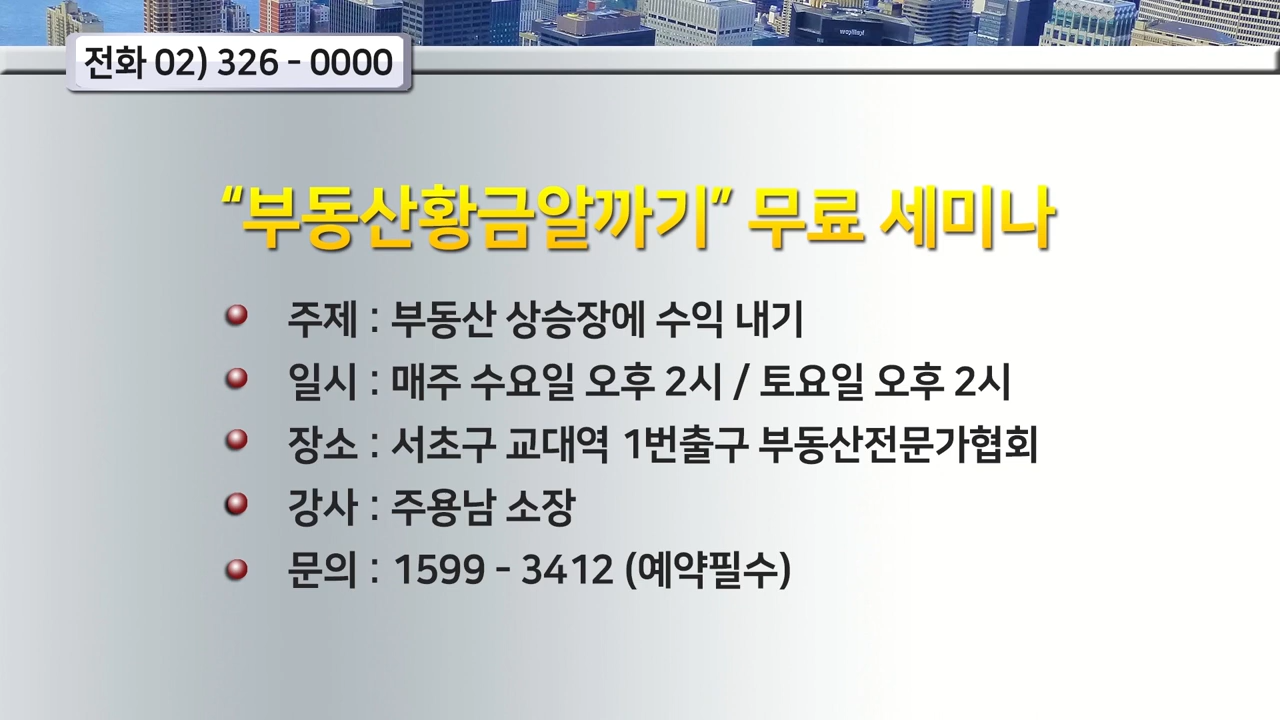 전화 02) 326 - 0000
“부동산황금알까기” 무료 세미나
주제 : 부동산 상승장에 수익 내기
일시 : 매주 수요일 오후 2시 / 토요일 오후 2시
장소 : 서초구 교대역 1번출구 부동산전문가협회
강사 : 주용남 소장
문의 : 1599 - 3412 (예약필수)